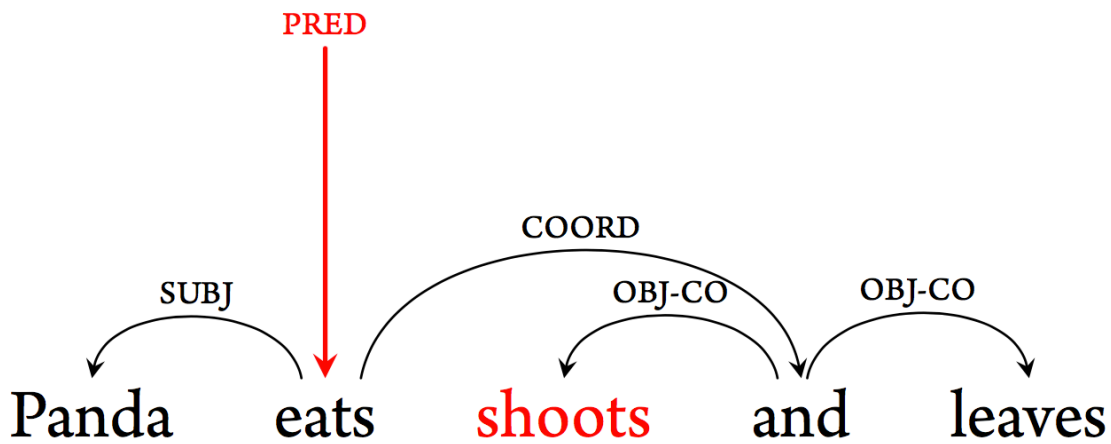 PRED
COORD
SUBJ OBJ-CO OBJ-CO
Panda eats shoots and leaves